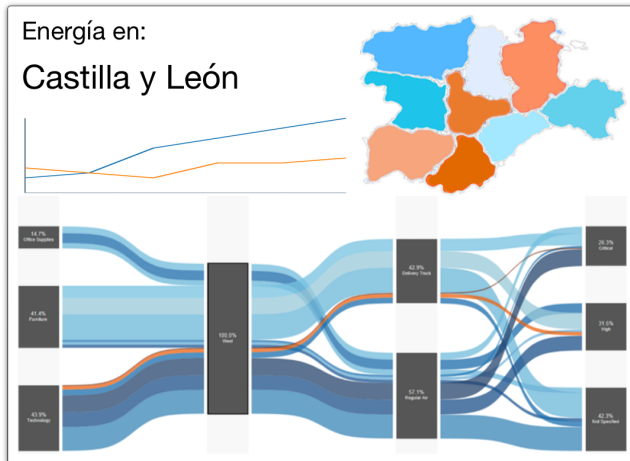 Energía en:
Castilla y León
14.7%
Office Supplies
41.4%
Furniture
43.9%
Technology
100.0%
West
42.9%
Delivery Truck
57.1%
Regular Air
26.3%
Critical
31.5%
High
42.3%
Not Specified